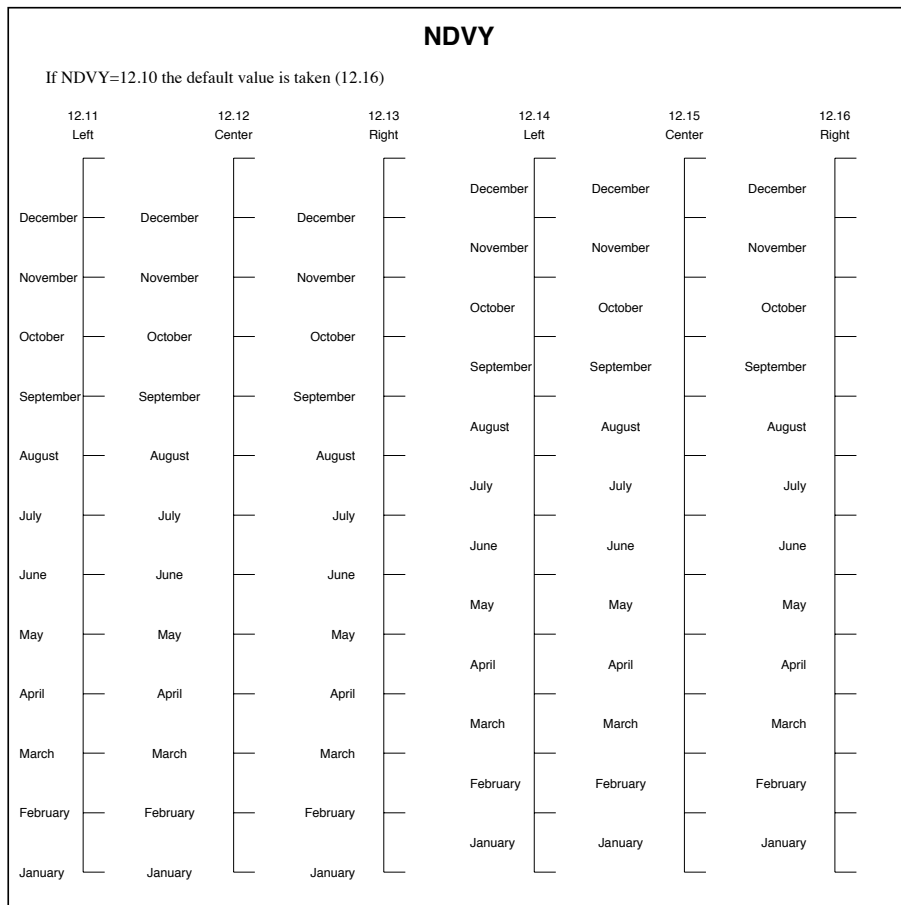 NDVY
If NDVY=12.10 the default value is taken (12.16)
12.11 12.12 12.13 12.14 12.15 12.16
Left Center Right Left Center Right
December December December
December December December
November November November
November November November
October October October
October October October
September September September
September September September
August August August
August August August
July July July
July July July
June June June
June June June
May May May
May May May
April April April
April April April
March March March
March March March
February February February
February February February
January January January
January January January